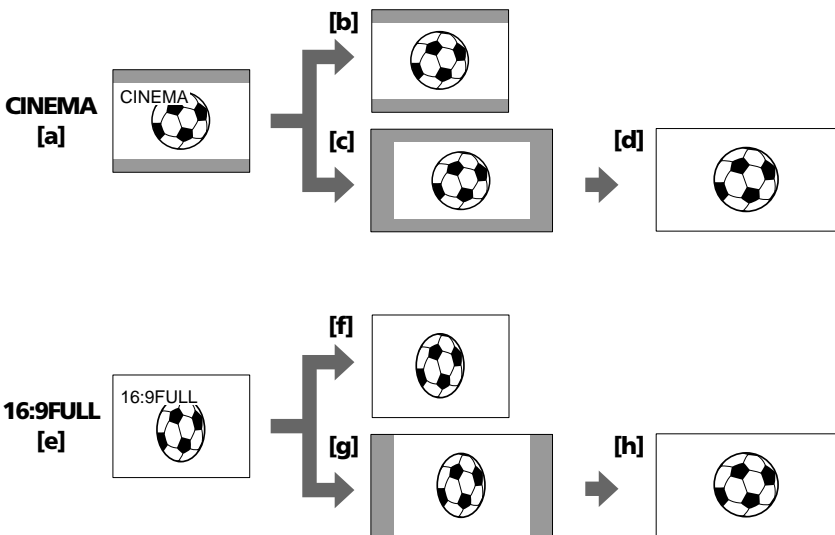 [b]
CINEMA
[a]
CINEMA
[c]
[d]
[f]
16:9FULL
[e]
16:9FULL
[g]
[h]